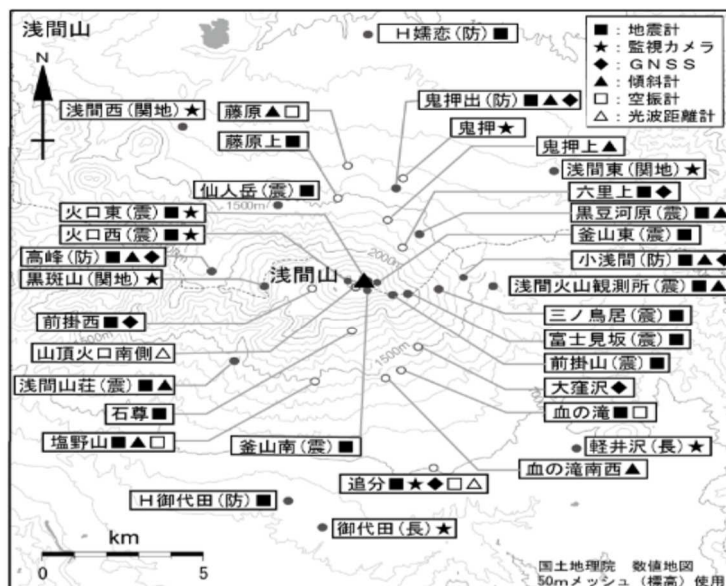 浅間山
N
■：地震計
★：監視カメラ
◆：GNSS
▲：傾斜計
□：空振計
△：光波距離計
H嬬恋(防)■
浅間西(関地)★
藤原▲□
鬼押出(防)■▲◆
鬼押★
藤原上■
鬼押上▲
浅間東(関地)★
仙人岳(震)■
1500m
六里上■◆
火口東(震)■★
黒豆河原(震)■▲
火口西(震)■★
2000m
釜山東(震)■
高峰(防)■▲◆
小浅間(防)■▲◆
黒斑山(関地)★
浅間山
浅間火山観測所(震)■▲
前掛西■◆
三ノ鳥居(震)■
富士見坂(震)■
山頂火口南側△
1500m
前掛山(震)■
浅間山荘(震)■▲
大窪沢◆
石尊■
血の滝■□
塩野山■▲□
釜山南(震)■
軽井沢(長)★
血の滝南西▲
追分■★◆□△
H御代田(防)■
御代田(長)★
km
0 5
国土地理院 数値地図
50mメッシュ(標高)使用